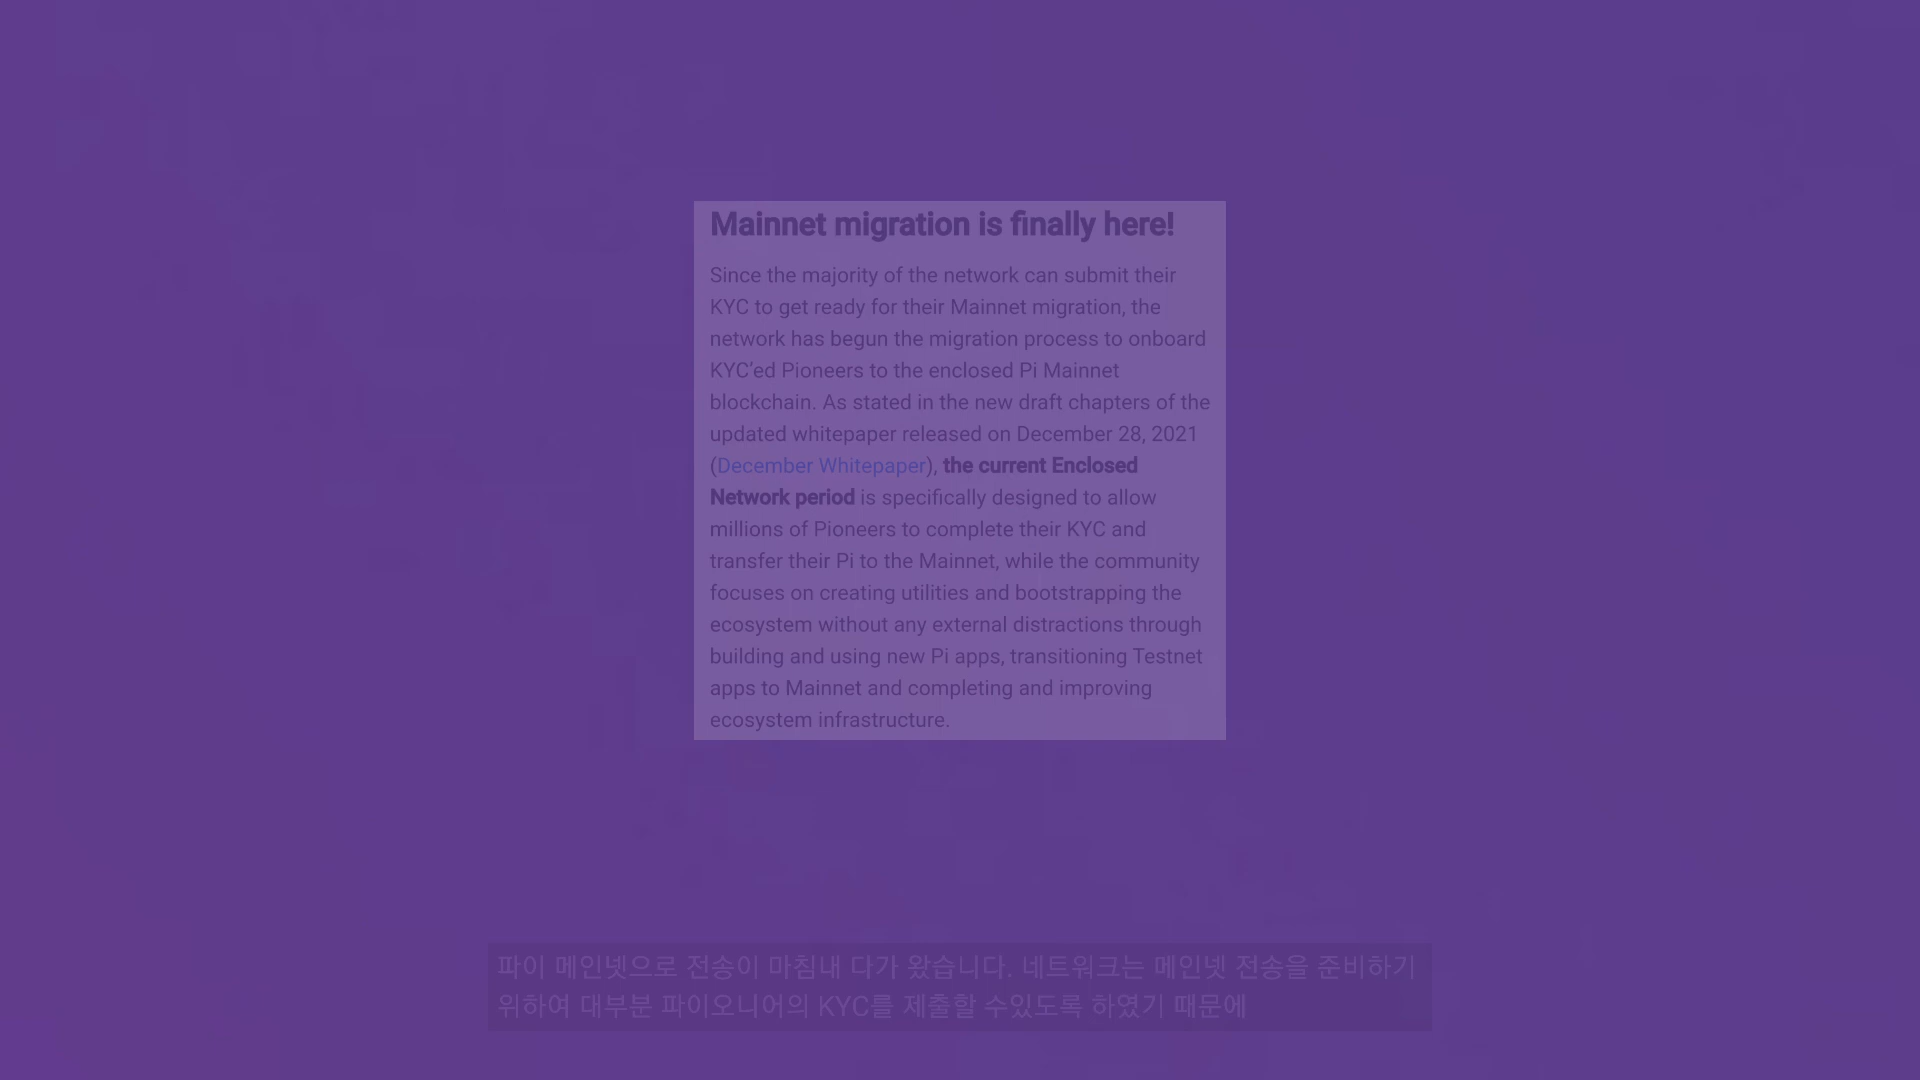 Mainnet migration is finally here!
Since the majority of the network can submit their
KYC to get ready for their Mainnet migration, the
network has begun the migration process to onboard
KYC’ed Pioneers to the enclosed Pi Mainnet
blockchain. As stated in the new draft chapters of the
updated whitepaper released on December 28, 2021
(December Whitepaper), the current Enclosed
Network period is specifically designed to allow
millions of Pioneers to complete their KYC and
transfer their Pi to the Mainnet, while the community
focuses on creating utilities and bootstrapping the
ecosystem without any external distractions through
building and using new Pi apps, transitioning Testnet
apps to Mainnet and completing and improving
ecosystem infrastructure.
파이 메인넷으로 전송이 마침내 다가 왔습니다. 네트워크는 메인넷 전송을 준비하기
위하여 대부분 파이오니어의 KYC를 제출할 수있도록 하였기 때문에